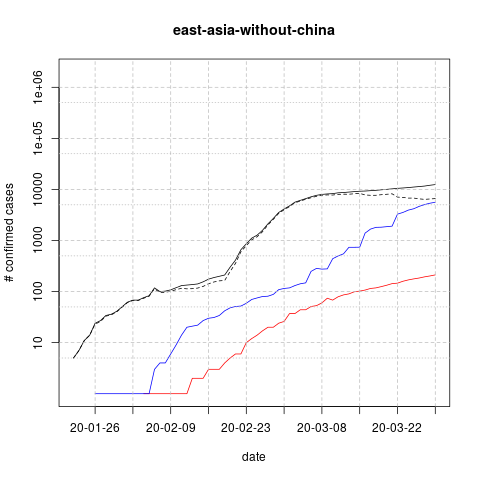 east-asia-without-china
# confirmed cases
1e+06
1e+05
10000
1000
100
10
20-01-26 20-02-09 20-02-23 20-03-08 20-03-22
date